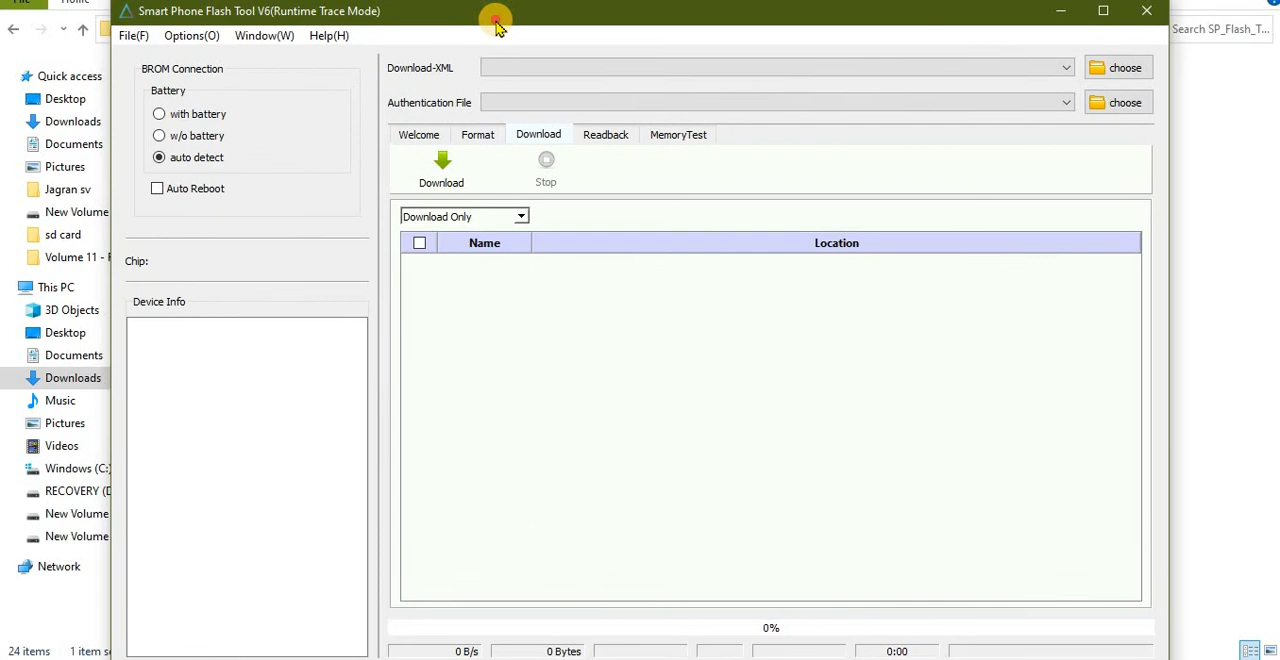 Home
Smart Phone Flash Tool V6(Runtime Trace Mode)
Search SP_Flash_T...
File(F) Options(O) Window(W) Help(H)
Quick access
Desktop
Downloads
Documents
Pictures
Jagran sv
New Volume
sd card
Volume 11 -
This PC
3D Objects
Desktop
Documents
Downloads
Music
Pictures
Videos
Windows (C:)
RECOVERY (
New Volume
New Volume
Network
24 items 1 item se
BROM Connection
Battery
with battery
w/o battery
auto detect
Auto Reboot
Chip:
Device Info
Download-XML choose
Authentication File choose
Welcome Format Download Readback MemoryTest
Download Stop
Download Only
Name Location
0%
0 B/s 0 Bytes 0:00